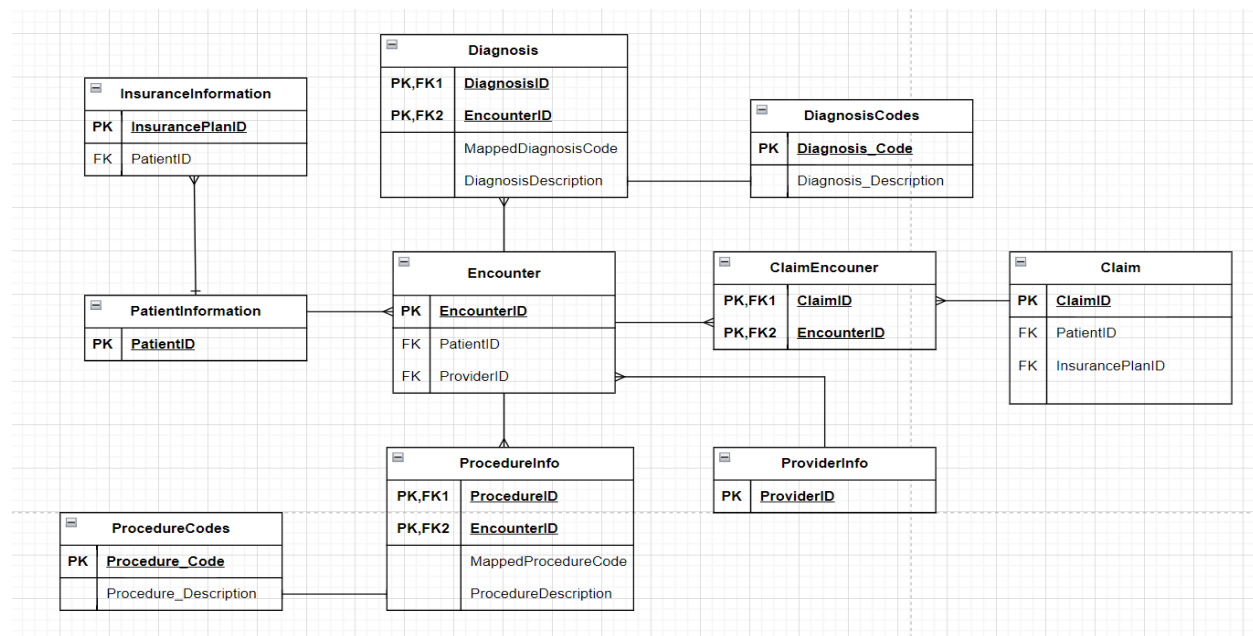 Diagnosis
PK,FK1 DiagnosisID
PK,FK2 EncounterID
MappedDiagnosisCode
DiagnosisDescription
InsuranceInformation
PK InsurancePlanID
FK PatientID
DiagnosisCodes
PK Diagnosis_Code
Diagnosis_Description
Encounter
PK EncounterID
FK PatientID
FK ProviderID
ClaimEncouner
PK,FK1 ClaimID
PK,FK2 EncounterID
Claim
PK ClaimID
FK PatientID
FK InsurancePlanID
PatientInformation
PK PatientID
ProcedureInfo
PK,FK1 ProcedureID
PK,FK2 EncounterID
MappedProcedureCode
ProcedureDescription
ProviderInfo
PK ProviderID
ProcedureCodes
PK Procedure_Code
Procedure_Description